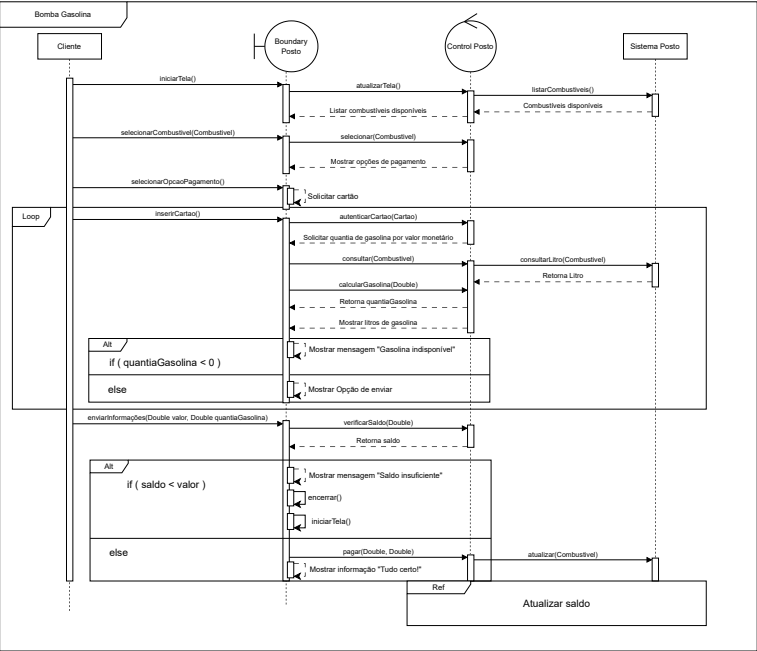 Bomba Gasolina
Cliente
Boundary
Posto
Control Posto
Sistema Posto
iniciarTela()
atualizarTela()
listarCombustiveis()
Combustíveis disponíveis
Listar combustíveis disponíveis
selecionarCombustivel(Combustivel)
selecionar(Combustivel)
Mostrar opções de pagamento
selecionarOpcaoPagamento()
Solicitar cartão
Loop
inserirCartao()
autenticarCartao(Cartao)
Solicitar quantia de gasolina por valor monetário
consultar(Combustivel)
consultarLitro(Combustivel)
Retorna Litro
calcularGasolina(Double)
Retorna quantiaGasolina
Mostrar litros de gasolina
Alt
Mostrar mensagem "Gasolina indisponível"
if ( quantiaGasolina < 0 )
else
Mostrar Opção de enviar
enviarInformações(Double valor, Double quantiaGasolina)
verificarSaldo(Double)
Retorna saldo
Alt
Mostrar mensagem "Saldo insuficiente"
if ( saldo < valor )
encerrar()
iniciarTela()
else
pagar(Double, Double)
atualizar(Combustivel)
Mostrar informação "Tudo certo!"
Ref
Atualizar saldo